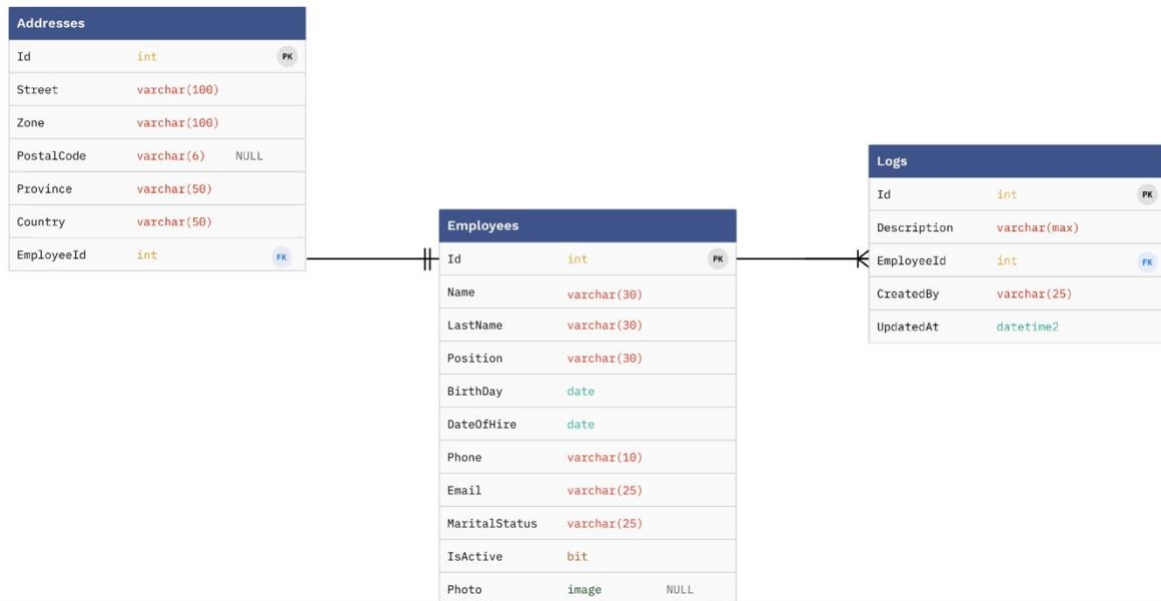 Addresses
Id int PK
Street varchar(100)
Zone varchar(100)
PostalCode varchar(6) NULL
Province varchar(50)
Country varchar(50)
EmployeeId int FK
Employees
Id int PK
Name varchar(30)
LastName varchar(30)
Position varchar(30)
BirthDay date
DateOfHire date
Phone varchar(10)
Email varchar(25)
MaritalStatus varchar(25)
IsActive bit
Photo image NULL
Logs
Id int PK
Description varchar(max)
EmployeeId int FK
CreatedBy varchar(25)
UpdatedAt datetime2